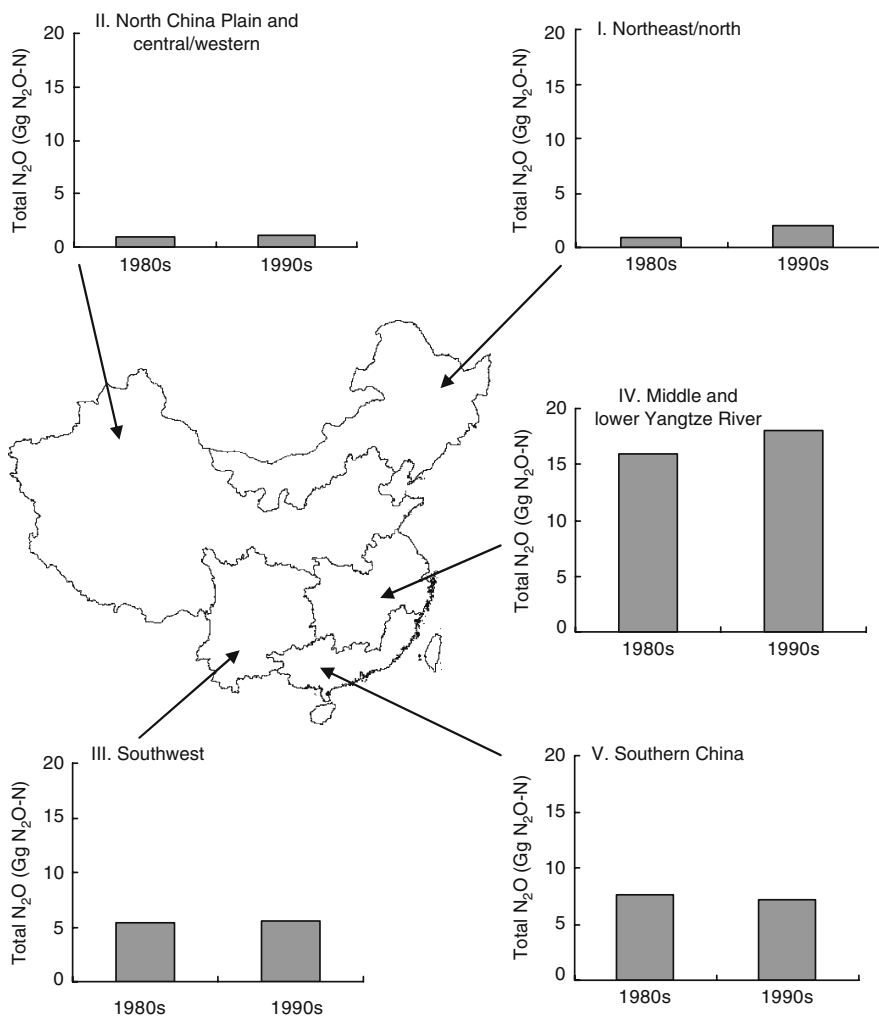 II. North China Plain and
central/western
Total N₂O (Gg N₂O-N)
20
15
10
5
0
1980s 1990s
I. Northeast/north
Total N₂O (Gg N₂O-N)
20
15
10
5
0
1980s 1990s
IV. Middle and
lower Yangtze River
Total N₂O (Gg N₂O-N)
20
15
10
5
0
1980s 1990s
III. Southwest
Total N₂O (Gg N₂O-N)
20
15
10
5
0
1980s 1990s
V. Southern China
Total N₂O (Gg N₂O-N)
20
15
10
5
0
1980s 1990s